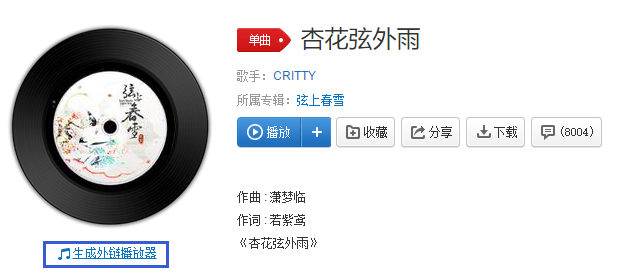 单曲
杏花弦外雨
歌手：CRITTY
所属专辑：弦上春雪
播放
收藏
分享
下载
(8004)
弦上
春雪
生成外链播放器
作曲 : 潇梦临
作词 : 若紫鸢
《杏花弦外雨》